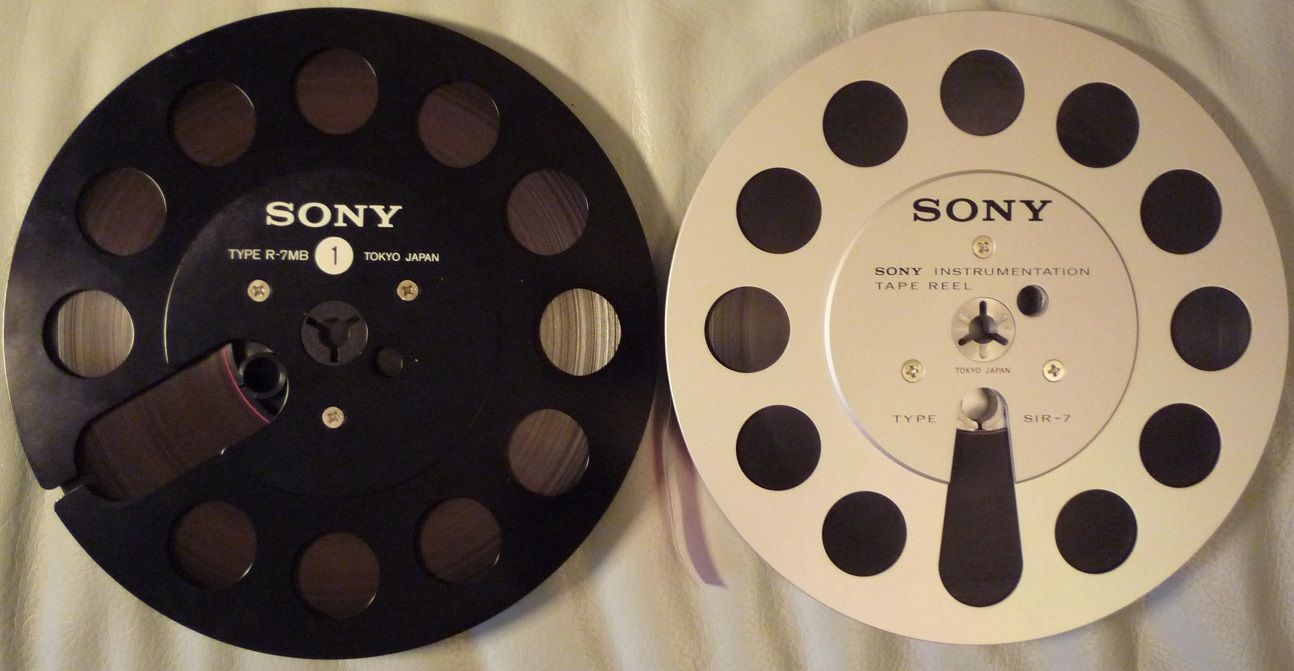 SONY
TYPE R-7MB 1 TOKYO JAPAN
SONY
SONY INSTRUMENTATION
TAPE REEL
TOKYO JAPAN
TYPE SIR-7